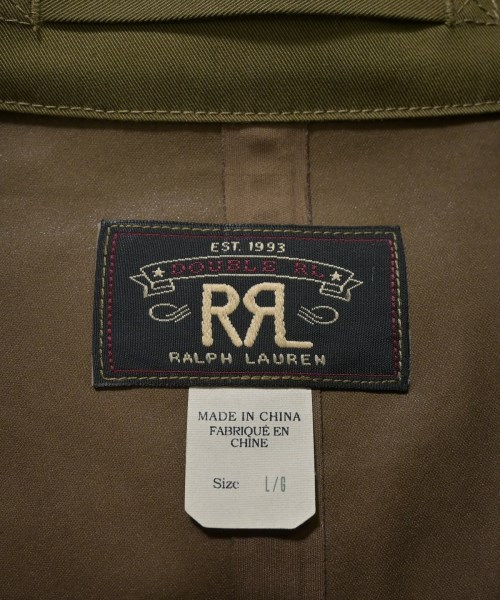 EST. 1993
DOUBLE RL
RRL
RALPH LAUREN
MADE IN CHINA
FABRIQUÉ EN
CHINE
Size L/G